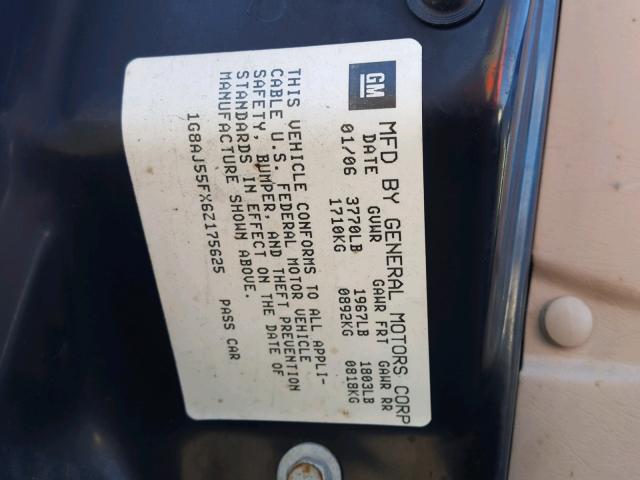 GM
MFD BY GENERAL MOTORS CORP
DATE GVWR GAWR FRT GAWR RR
01/06 3770LB 1967LB 1803LB
1710KG 0892KG 0818KG
THIS VEHICLE CONFORMS TO ALL APPLI-
CABLE U.S. FEDERAL MOTOR VEHICLE
SAFETY, BUMPER, AND THEFT PREVENTION
STANDARDS IN EFFECT ON THE DATE OF
MANUFACTURE SHOWN ABOVE.
1G8AJ55FX6Z175625 PASS CAR